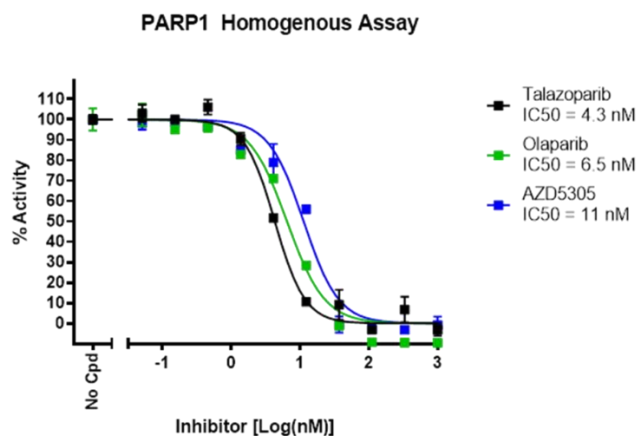 PARP1 Homogenous Assay
110
100
90
80
70
60
50
40
30
20
10
0
% Activity
No Cpd
-1
0
1
2
3
Inhibitor [Log(nM)]
Talazoparib
IC50 = 4.3 nM
Olaparib
IC50 = 6.5 nM
AZD5305
IC50 = 11 nM